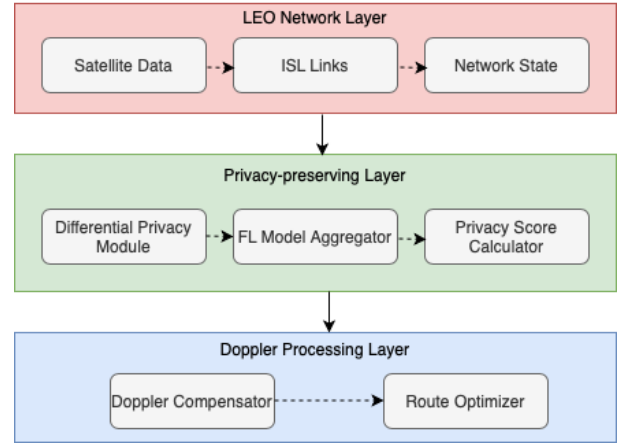 LEO Network Layer
Satellite Data
ISL Links
Network State
Privacy-preserving Layer
Differential Privacy
Module
FL Model Aggregator
Privacy Score
Calculator
Doppler Processing Layer
Doppler Compensator
Route Optimizer